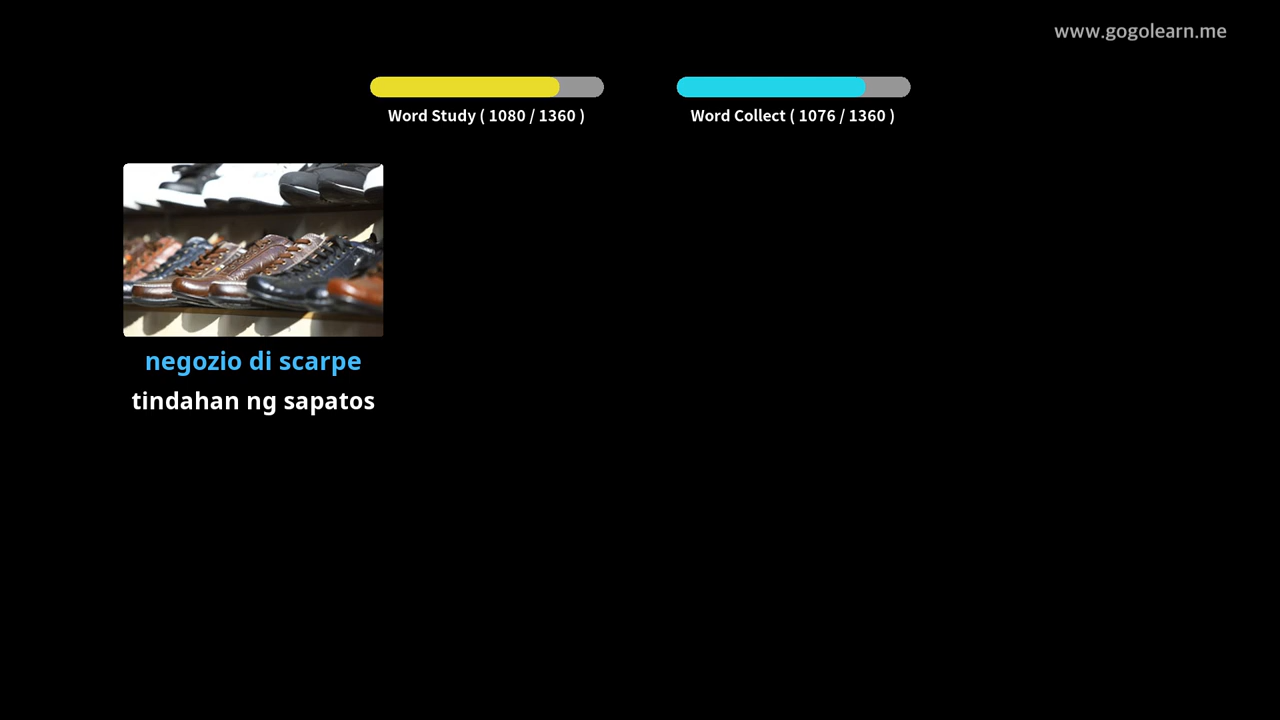 www.gogolearn.me
Word Study ( 1080 / 1360 )
Word Collect ( 1076 / 1360 )
negozio di scarpe
tindahan ng sapatos